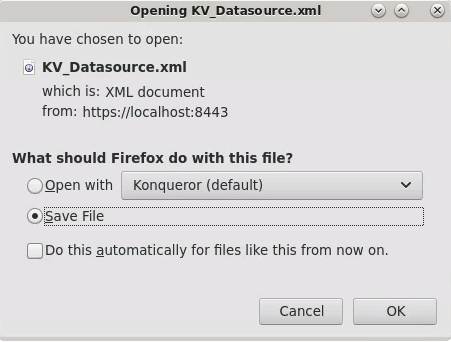 Opening KV_Datasource.xml
You have chosen to open:
KV_Datasource.xml
which is: XML document
from: https://localhost:8443
What should Firefox do with this file?
Open with Konqueror (default)
Save File
Do this automatically for files like this from now on.
Cancel OK